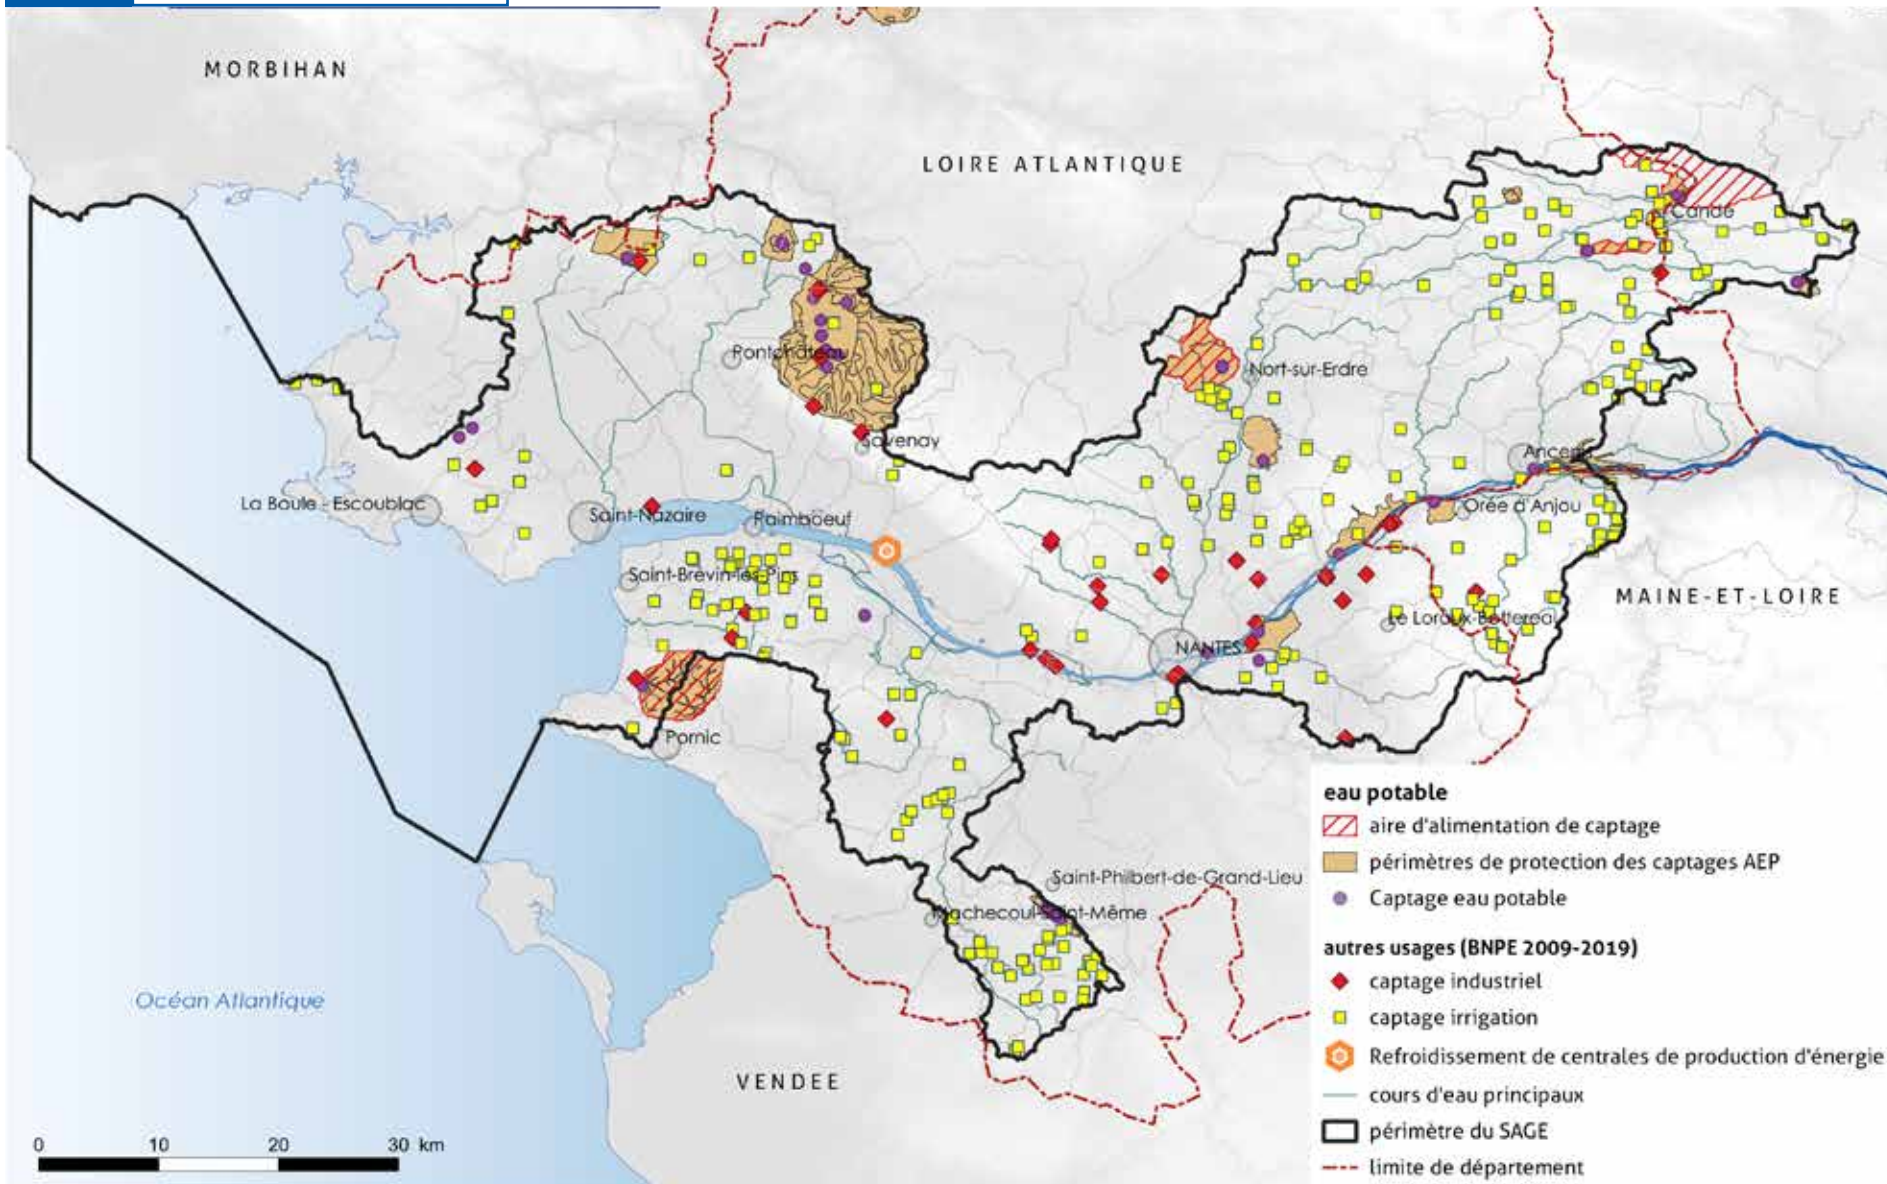 MORBIHAN
LOIRE ATLANTIQUE
Candé
Pontchâteau
Nort-sur-Erdre
Savenay
Ancenis
La Boule - Escoublac
Saint-Nazaire
Paimboeuf
Orée d'Anjou
Saint-Brevin-les-Pins
MAINE-ET-LOIRE
Le Loroux-Bottereau
NANTES
Pornic
Saint-Philbert-de-Grand-Lieu
Machecoul-Saint-Même
Océan Atlantique
VENDEE
0 10 20 30 km
eau potable
aire d'alimentation de captage
périmètres de protection des captages AEP
Captage eau potable
autres usages (BNPE 2009-2019)
captage industriel
captage irrigation
Refroidissement de centrales de production d'énergie
cours d'eau principaux
périmètre du SAGE
limite de département